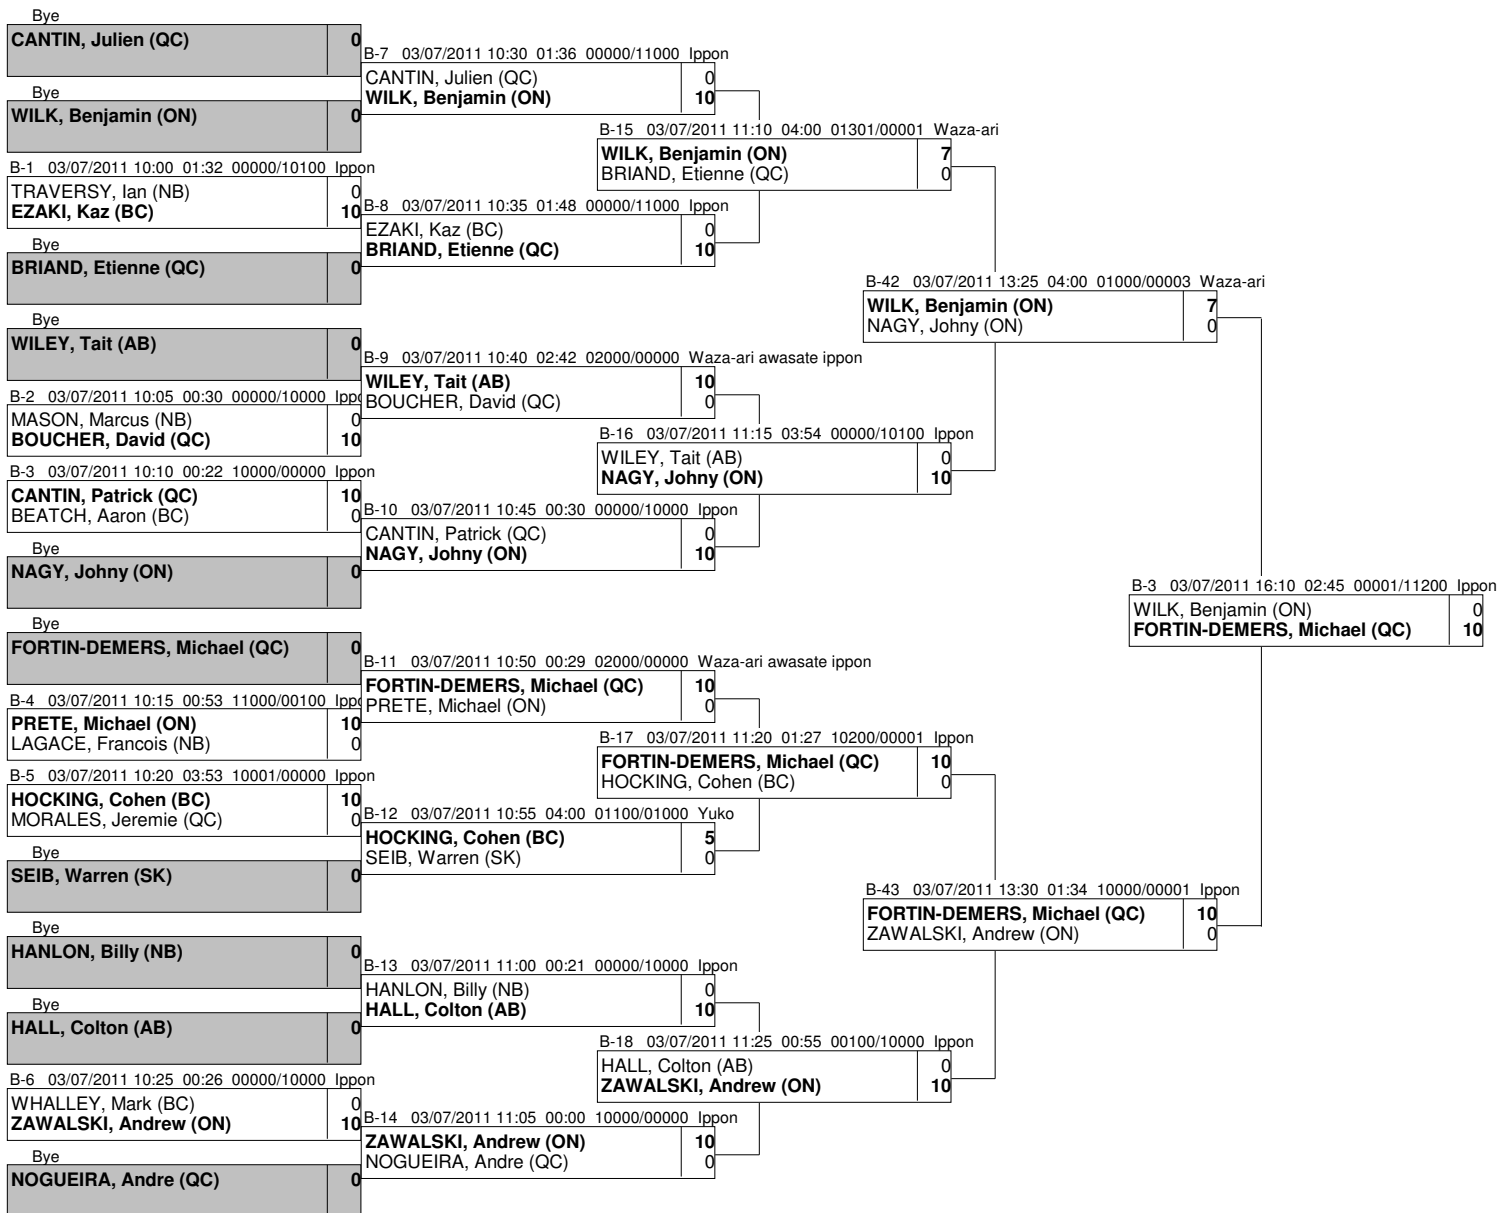 Bye
CANTIN, Julien (QC) 0
Bye
WILK, Benjamin (ON) 0
B-1 03/07/2011 10:00 01:32 00000/10100 Ippon
TRAVERSY, Ian (NB) 0
EZAKI, Kaz (BC) 10
Bye
BRIAND, Etienne (QC) 0
Bye
WILEY, Tait (AB) 0
B-2 03/07/2011 10:05 00:30 00000/10000 Ippo
MASON, Marcus (NB) 0
BOUCHER, David (QC) 10
B-3 03/07/2011 10:10 00:22 10000/00000 Ippon
CANTIN, Patrick (QC) 10
BEATCH, Aaron (BC) 0
Bye
NAGY, Johny (ON) 0
Bye
FORTIN-DEMERS, Michael (QC) 0
B-4 03/07/2011 10:15 00:53 11000/00100 Ippo
PRETE, Michael (ON) 10
LAGACE, Francois (NB) 0
B-5 03/07/2011 10:20 03:53 10001/00000 Ippon
HOCKING, Cohen (BC) 10
MORALES, Jeremie (QC) 0
Bye
SEIB, Warren (SK) 0
Bye
HANLON, Billy (NB) 0
Bye
HALL, Colton (AB) 0
B-6 03/07/2011 10:25 00:26 00000/10000 Ippon
WHALLEY, Mark (BC) 0
ZAWALSKI, Andrew (ON) 10
Bye
NOGUEIRA, Andre (QC) 0
B-7 03/07/2011 10:30 01:36 00000/11000 Ippon
CANTIN, Julien (QC) 0
WILK, Benjamin (ON) 10
B-8 03/07/2011 10:35 01:48 00000/11000 Ippon
EZAKI, Kaz (BC) 0
BRIAND, Etienne (QC) 10
B-9 03/07/2011 10:40 02:42 02000/00000 Waza-ari awasate ippon
WILEY, Tait (AB) 10
BOUCHER, David (QC) 0
B-10 03/07/2011 10:45 00:30 00000/10000 Ippon
CANTIN, Patrick (QC) 0
NAGY, Johny (ON) 10
B-11 03/07/2011 10:50 00:29 02000/00000 Waza-ari awasate ippon
FORTIN-DEMERS, Michael (QC) 10
PRETE, Michael (ON) 0
B-12 03/07/2011 10:55 04:00 01100/01000 Yuko
HOCKING, Cohen (BC) 5
SEIB, Warren (SK) 0
B-13 03/07/2011 11:00 00:21 00000/10000 Ippon
HANLON, Billy (NB) 0
HALL, Colton (AB) 10
B-14 03/07/2011 11:05 00:00 10000/00000 Ippon
ZAWALSKI, Andrew (ON) 10
NOGUEIRA, Andre (QC) 0
B-15 03/07/2011 11:10 04:00 01301/00001 Waza-ari
WILK, Benjamin (ON) 7
BRIAND, Etienne (QC) 0
B-16 03/07/2011 11:15 03:54 00000/10100 Ippon
WILEY, Tait (AB) 0
NAGY, Johny (ON) 10
B-17 03/07/2011 11:20 01:27 10200/00001 Ippon
FORTIN-DEMERS, Michael (QC) 10
HOCKING, Cohen (BC) 0
B-18 03/07/2011 11:25 00:55 00100/10000 Ippon
HALL, Colton (AB) 0
ZAWALSKI, Andrew (ON) 10
B-42 03/07/2011 13:25 04:00 01000/00003 Waza-ari
WILK, Benjamin (ON) 7
NAGY, Johny (ON) 0
B-43 03/07/2011 13:30 01:34 10000/00001 Ippon
FORTIN-DEMERS, Michael (QC) 10
ZAWALSKI, Andrew (ON) 0
B-3 03/07/2011 16:10 02:45 00001/11200 Ippon
WILK, Benjamin (ON) 0
FORTIN-DEMERS, Michael (QC) 10